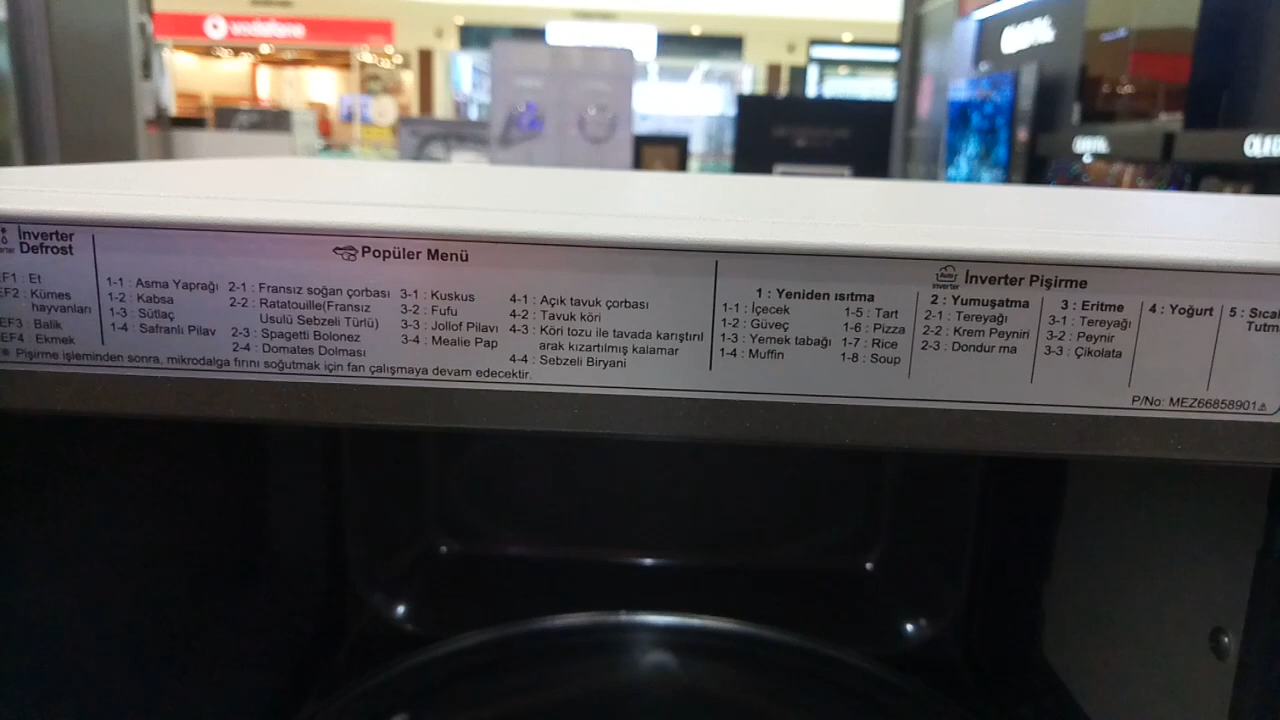 vodafone
OLED
İnverter
Defrost
EF1 : Et
EF2 : Kümes
hayvanları
EF3 : Balik
EF4 : Ekmek
Popüler Menü
1-1 : Asma Yaprağı
1-2 : Kabsa
1-3 : Sütlaç
1-4 : Safranlı Pilav
2-1 : Fransız soğan çorbası
2-2 : Ratatouille(Fransız
Usulü Sebzeli Türlü)
2-3 : Spagetti Bolonez
2-4 : Domates Dolması
3-1 : Kuskus
3-2 : Fufu
3-3 : Jollof Pilavı
3-4 : Mealie Pap
4-1 : Açık tavuk çorbası
4-2 : Tavuk köri
4-3 : Köri tozu ile tavada karıştırıl
arak kızartılmış kalamar
4-4 : Sebzeli Biryani
※ Pişirme işleminden sonra, mikrodalga fırını soğutmak için fan çalışmaya devam edecektir.
Auto
Inverter
İnverter Pişirme
1 : Yeniden ısıtma
1-1 : İçecek
1-2 : Güveç
1-3 : Yemek tabağı
1-4 : Muffin
1-5 : Tart
1-6 : Pizza
1-7 : Rice
1-8 : Soup
2 : Yumuşatma
2-1 : Tereyağı
2-2 : Krem Peyniri
2-3 : Dondur ma
3 : Eritme
3-1 : Tereyağı
3-2 : Peynir
3-3 : Çikolata
4 : Yoğurt
5 : Sıcak
Tutma
P/No: MEZ66858901